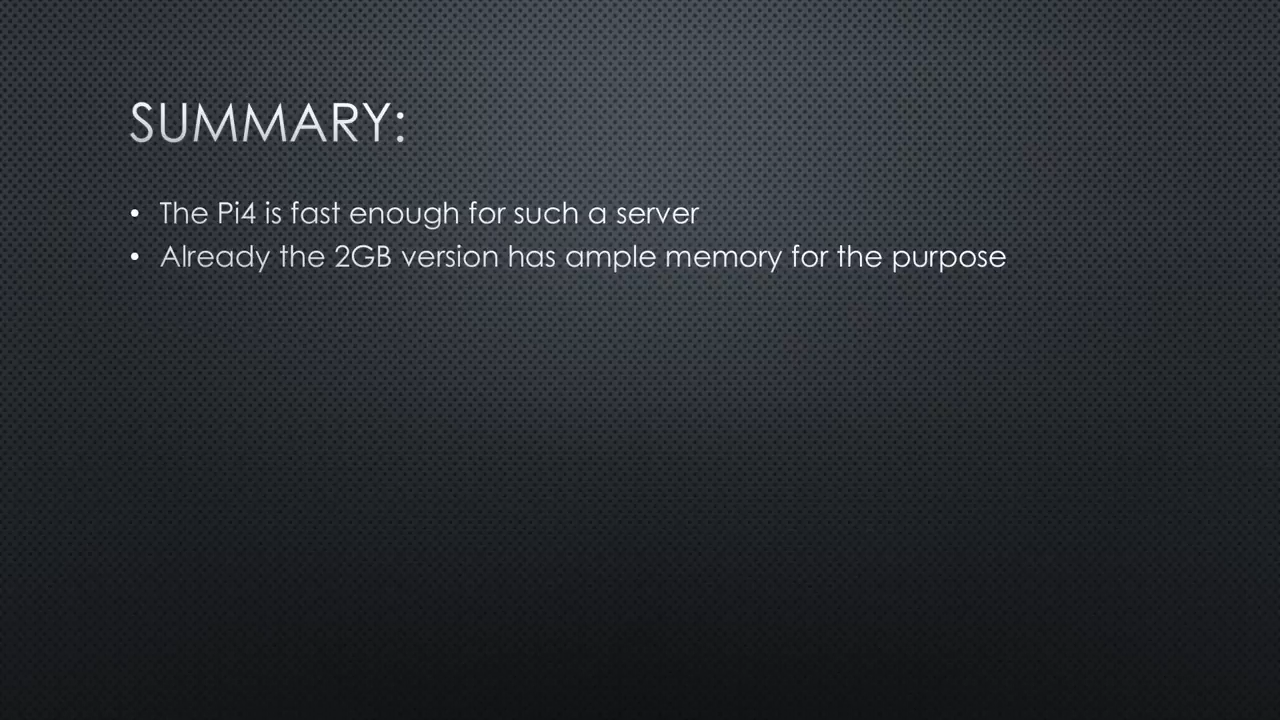 SUMMARY:
• The Pi4 is fast enough for such a server
• Already the 2GB version has ample memory for the purpose